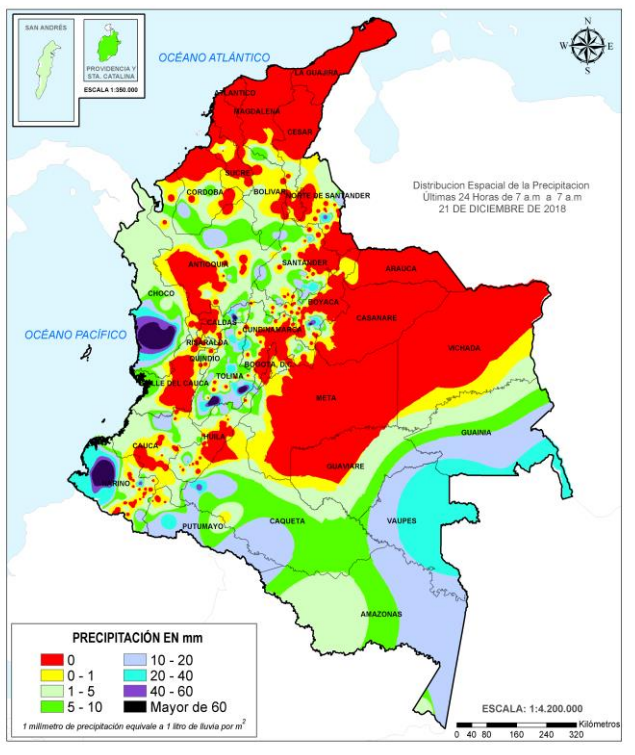 SAN ANDRÉS
PROVIDENCIA Y
STA. CATALINA
ESCALA 1:350.000
OCÉANO ATLÁNTICO
N
W
E
S
LA GUAJIRA
ATLANTICO
MAGDALENA
CESAR
SUCRE
CORDOBA
BOLIVAR
NORTE DE SANTANDER
Distribucion Espacial de la Precipitacion
Últimas 24 Horas de 7 a.m a 7 a.m
21 DE DICIEMBRE DE 2018
ANTIOQUIA
SANTANDER
ARAUCA
CHOCO
BOYACA
CASANARE
OCÉANO PACÍFICO
CALDAS
CUNDINAMARCA
RISARALDA
VICHADA
QUINDIO
BOGOTA, D.C.
TOLIMA
VALLE DEL CAUCA
META
GUAINIA
CAUCA
HUILA
GUAVIARE
NARIÑO
CAQUETA
VAUPES
PUTUMAYO
AMAZONAS
PRECIPITACIÓN EN mm
0
10 - 20
0 - 1
20 - 40
1 - 5
40 - 60
5 - 10
Mayor de 60
1 milimetro de precipitación equivale a 1 litro de lluvia por m2
ESCALA: 1:4.200.000
Kilómetros
0 40 80 160 240 320